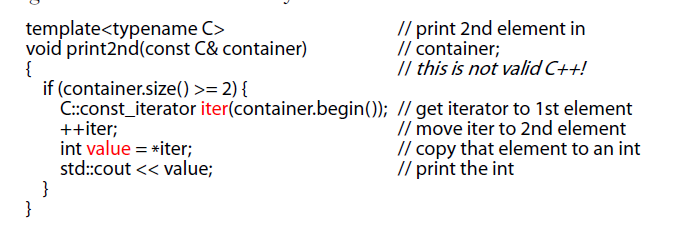 template<typename C> // print 2nd element in
void print2nd(const C& container) // container;
{ // this is not valid C++!
if (container.size() >= 2) {
C::const_iterator iter(container.begin()); // get iterator to 1st element
++iter; // move iter to 2nd element
int value = *iter; // copy that element to an int
std::cout << value; // print the int
}
}